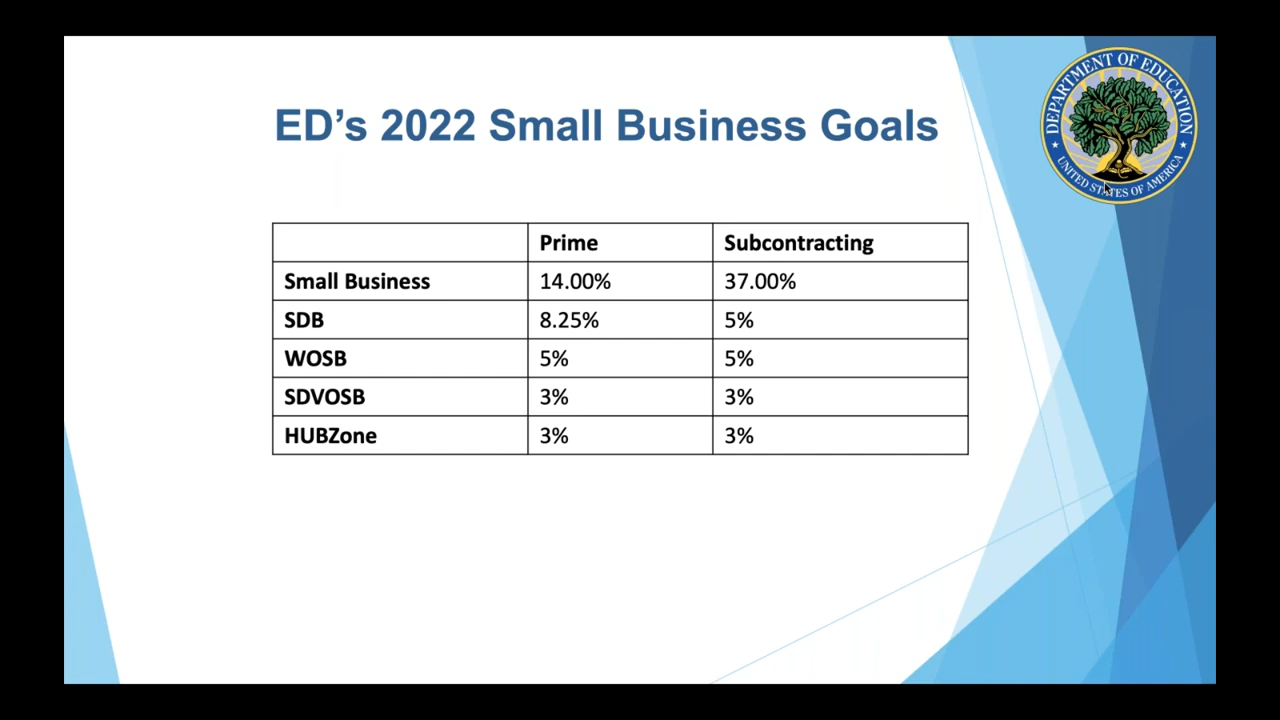 DEPARTMENT OF EDUCATION
UNITED STATES OF AMERICA
ED’s 2022 Small Business Goals
Prime Subcontracting
Small Business 14.00% 37.00%
SDB 8.25% 5%
WOSB 5% 5%
SDVOSB 3% 3%
HUBZone 3% 3%